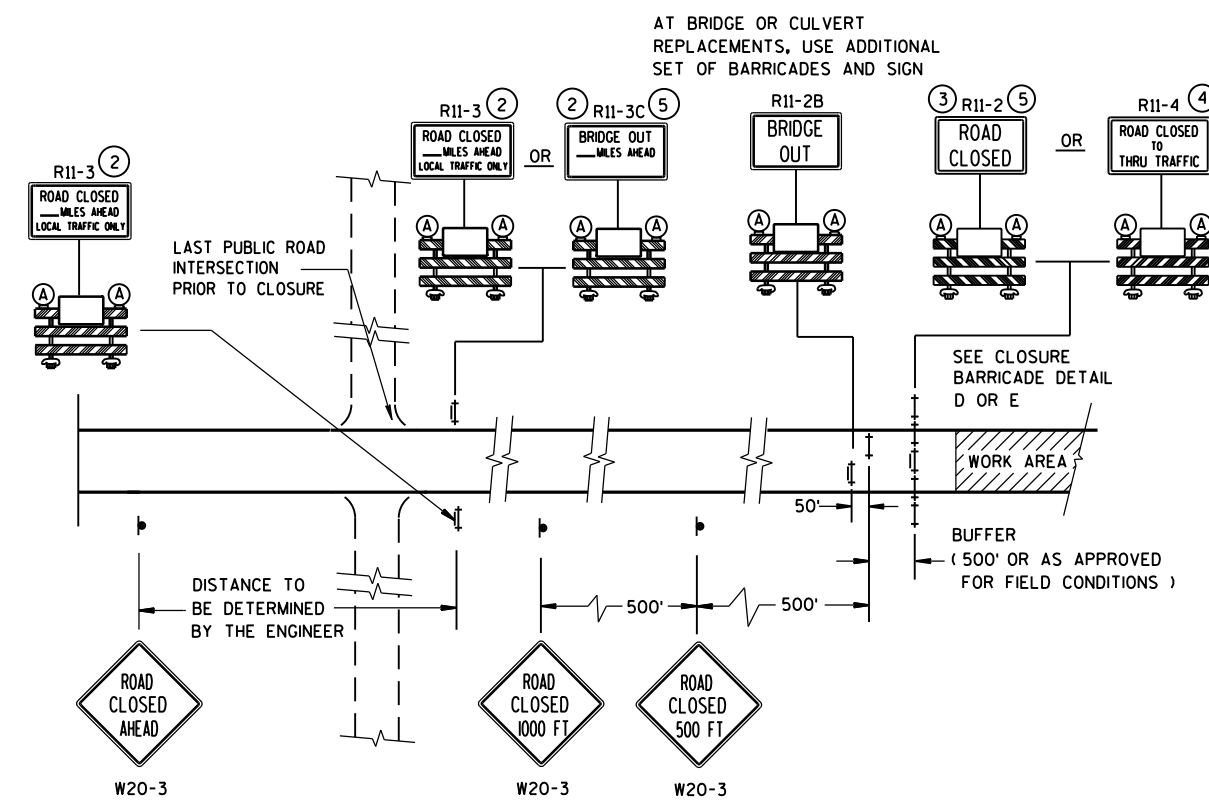 AT BRIDGE OR CULVERT
REPLACEMENTS, USE ADDITIONAL
SET OF BARRICADES AND SIGN
R11-3 2
ROAD CLOSED
___MILES AHEAD
LOCAL TRAFFIC ONLY
R11-3 2
ROAD CLOSED
___MILES AHEAD
LOCAL TRAFFIC ONLY
OR
2 R11-3C 5
BRIDGE OUT
___MILES AHEAD
R11-2B
BRIDGE
OUT
3 R11-2 5
ROAD
CLOSED
OR
R11-4 4
ROAD CLOSED
TO
THRU TRAFFIC
A A
A A
A A
A A
A A
A A
LAST PUBLIC ROAD
INTERSECTION
PRIOR TO CLOSURE
SEE CLOSURE
BARRICADE DETAIL
D OR E
WORK AREA
50'
BUFFER
( 500' OR AS APPROVED
FOR FIELD CONDITIONS )
DISTANCE TO
BE DETERMINED
BY THE ENGINEER
500'
500'
ROAD
CLOSED
AHEAD
W20-3
ROAD
CLOSED
1000 FT
W20-3
ROAD
CLOSED
500 FT
W20-3